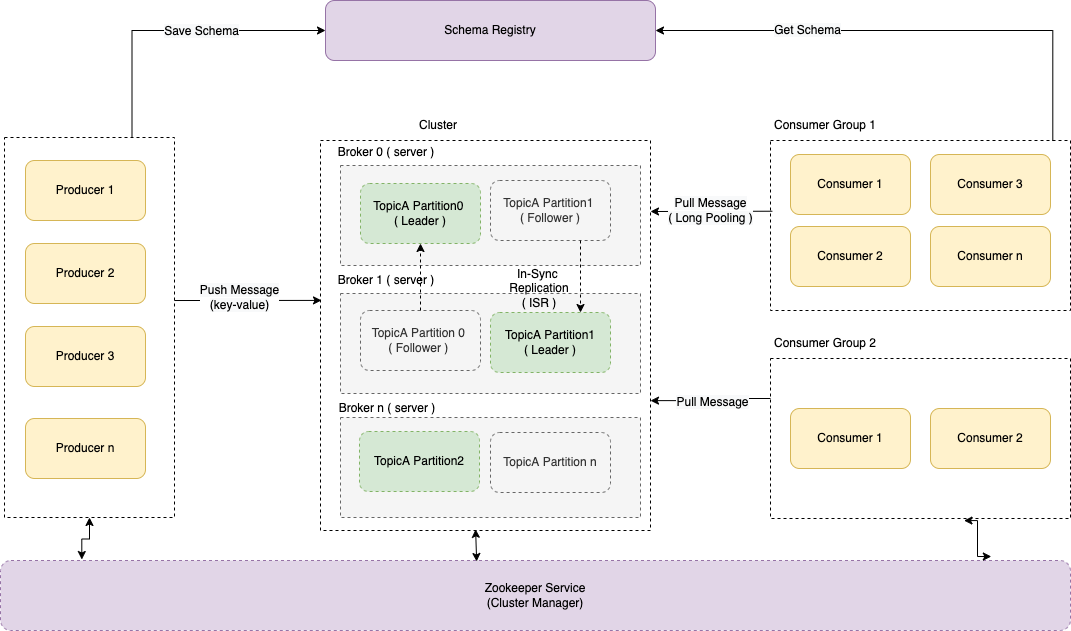 Schema Registry
Save Schema
Get Schema
Cluster
Consumer Group 1
Broker 0 ( server )
Producer 1
Producer 2
Producer 3
Producer n
Push Message
(key-value)
TopicA Partition0
( Leader )
TopicA Partition1
( Follower )
Broker 1 ( server )
In-Sync
Replication
( ISR )
TopicA Partition 0
( Follower )
TopicA Partition1
( Leader )
Broker n ( server )
TopicA Partition2
TopicA Partition n
Pull Message
( Long Pooling )
Consumer 1
Consumer 3
Consumer 2
Consumer n
Consumer Group 2
Pull Message
Consumer 1
Consumer 2
Zookeeper Service
(Cluster Manager)